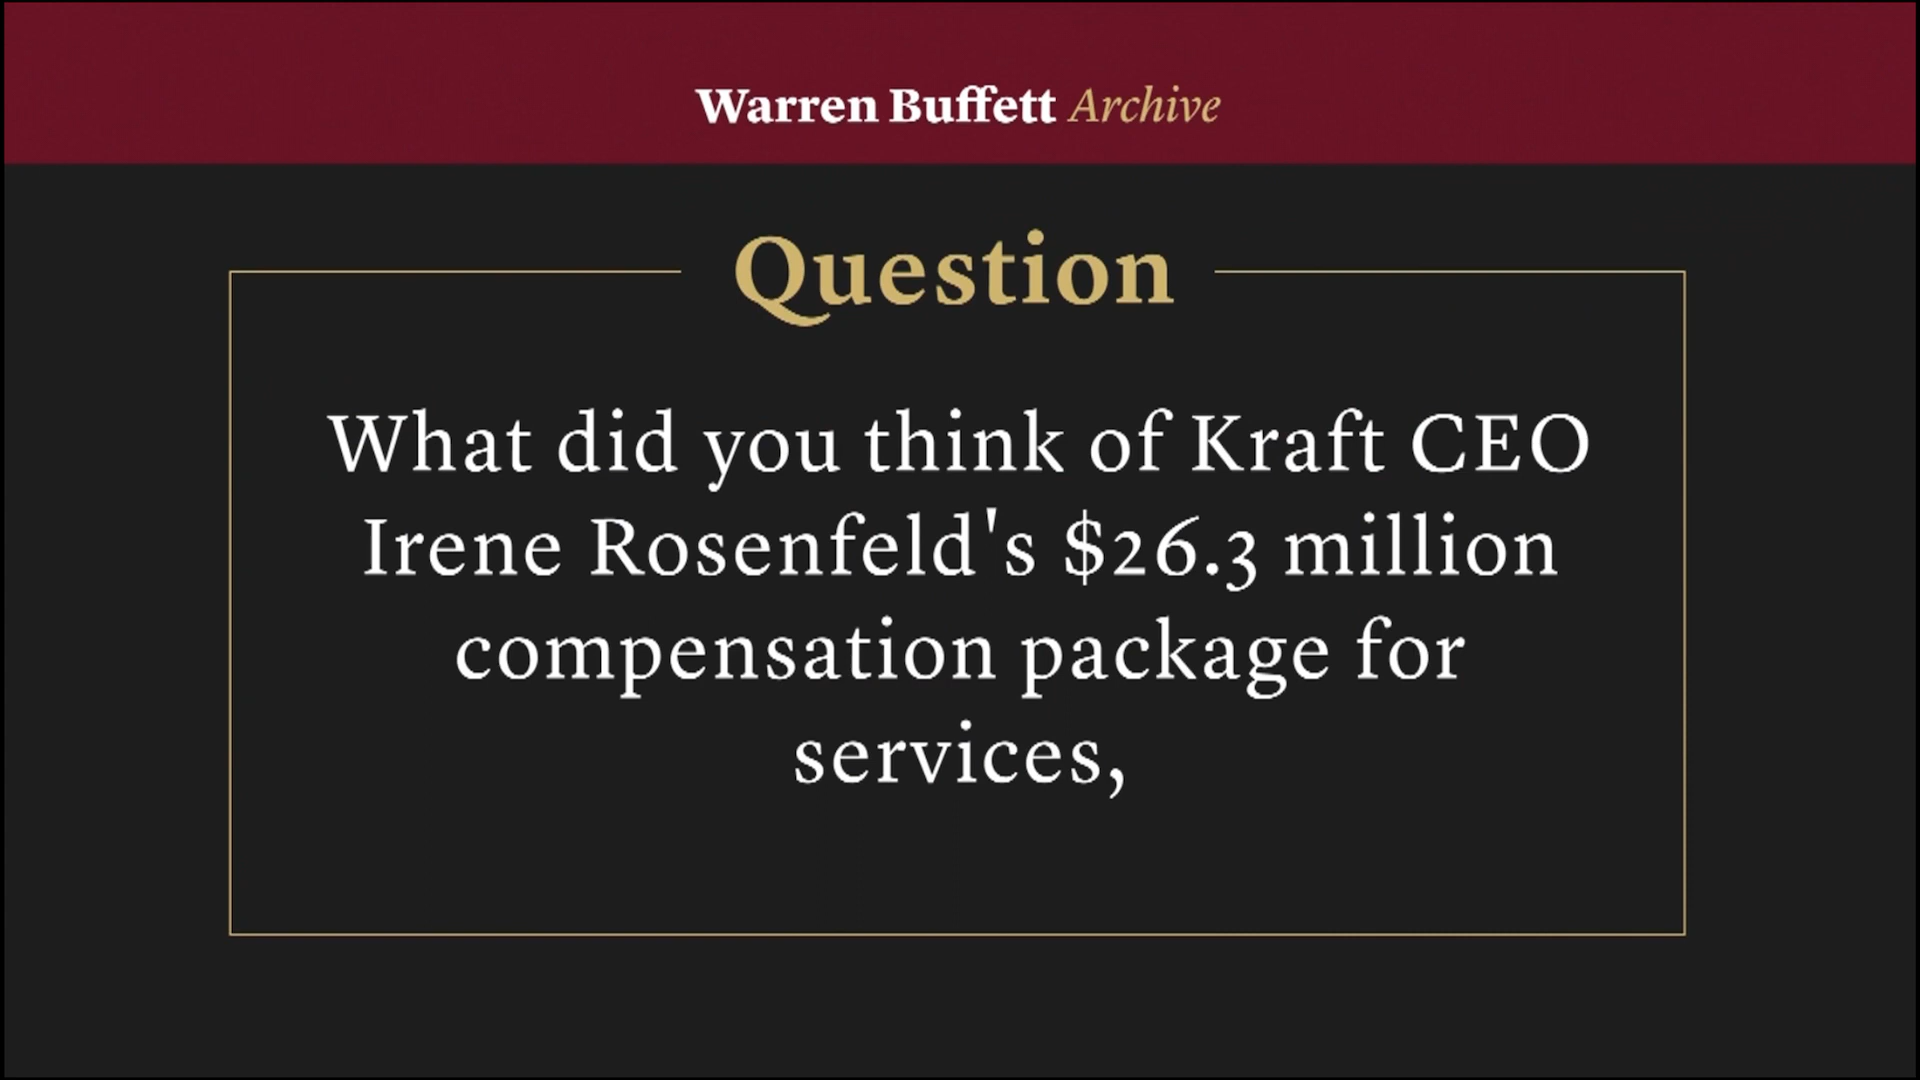 Warren Buffett Archive
Question
What did you think of Kraft CEO
Irene Rosenfeld's $26.3 million
compensation package for
services,